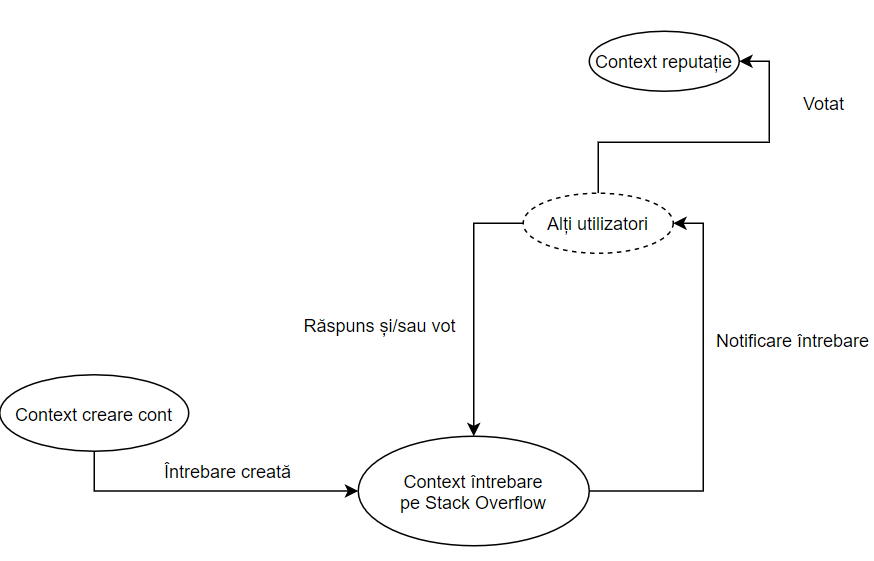 Context reputație
Votat
Alți utilizatori
Răspuns și/sau vot
Notificare întrebare
Context creare cont
Întrebare creată
Context întrebare
pe Stack Overflow